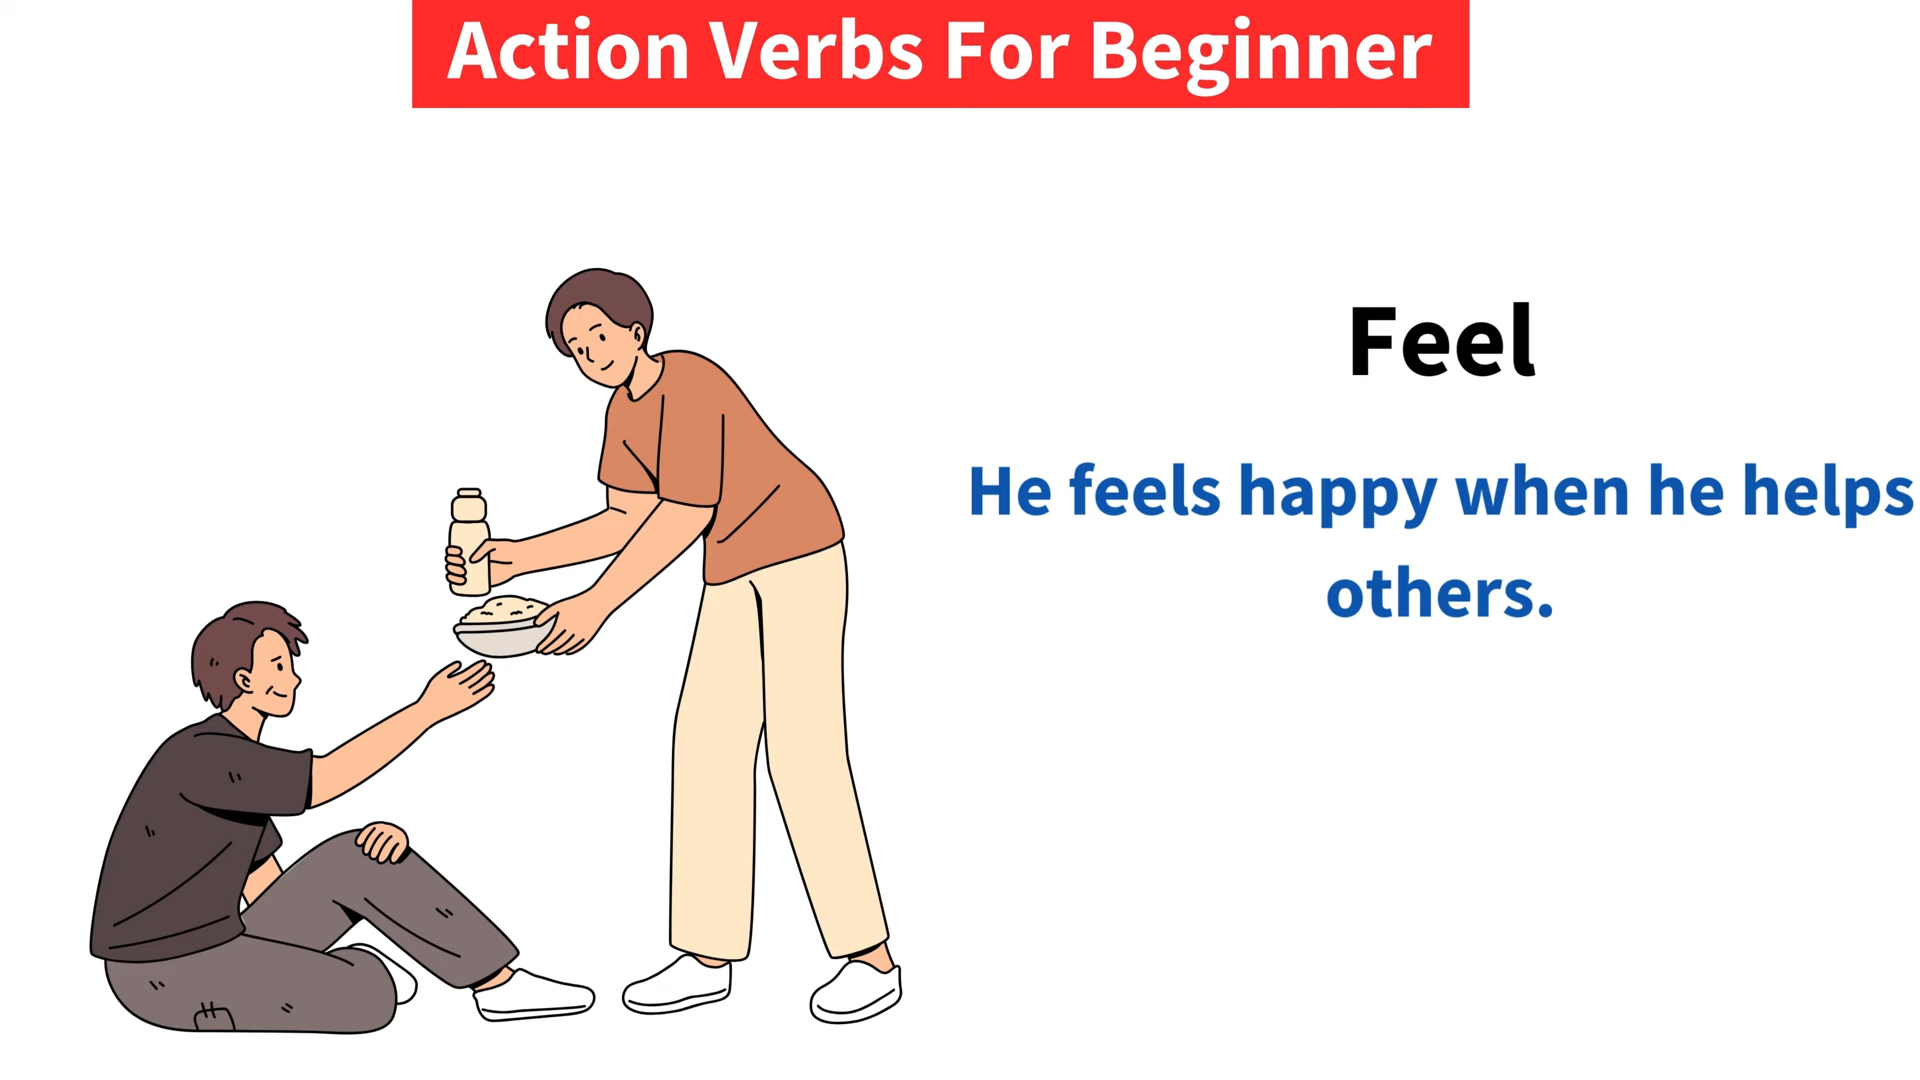 Action Verbs For Beginner
Feel
He feels happy when he helps
others.